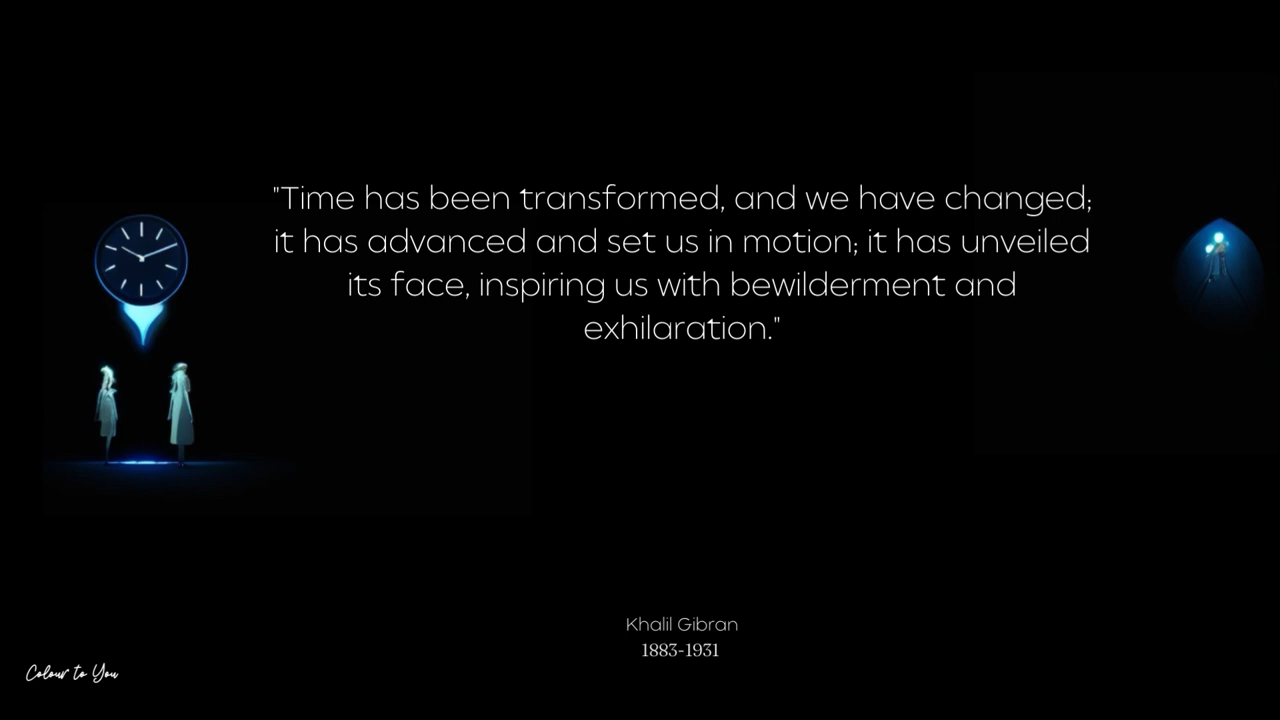 "Time has been transformed, and we have changed;
it has advanced and set us in motion; it has unveiled
its face, inspiring us with bewilderment and
exhilaration."
Khalil Gibran
1883-1931
Colour to You